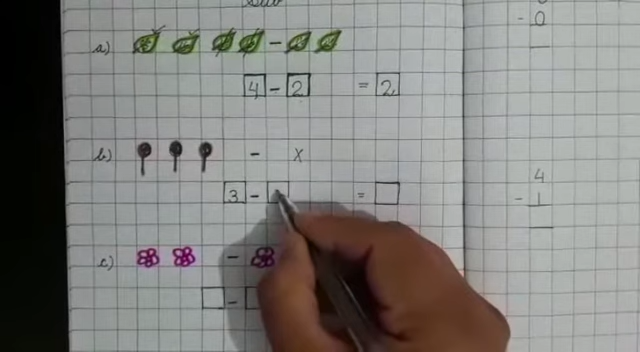 - 0
a) - 
4 - 2 = 2
b) - x
3 - =
4
- 1
c) -
-